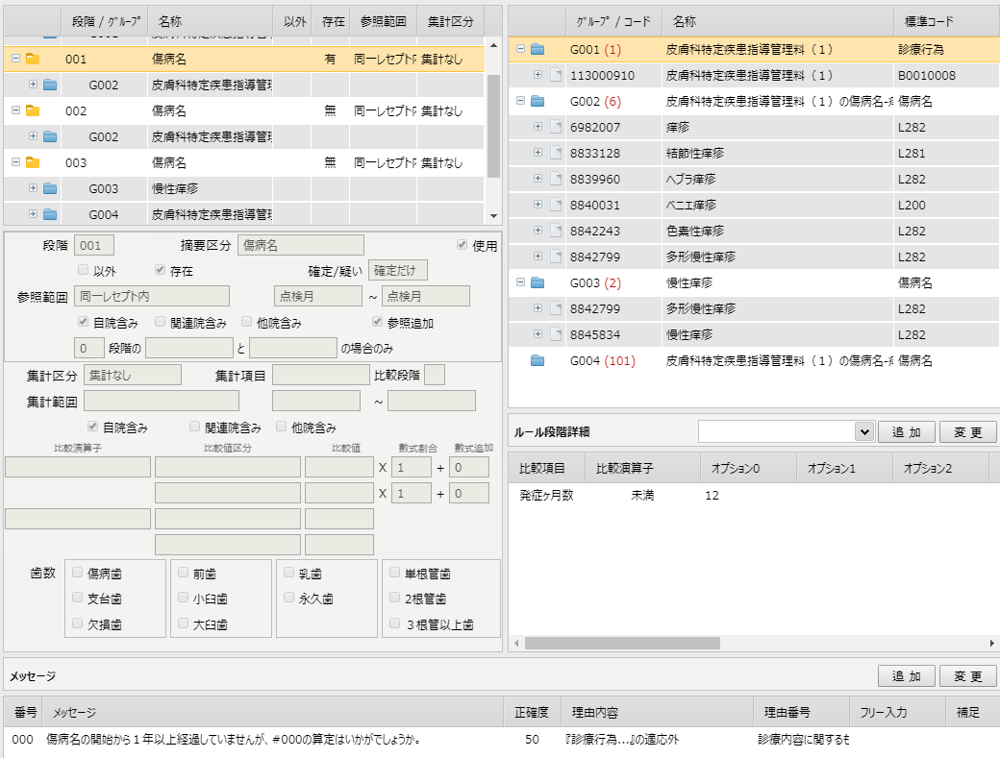 段階 / ｸﾞﾙｰﾌﾟ 名称 以外 存在 参照範囲 集計区分
001 傷病名 有 同一レセプト内 集計なし
G002 皮膚科特定疾患指導管理
002 傷病名 無 同一レセプト内 集計なし
G002 皮膚科特定疾患指導管理
003 傷病名 無 同一レセプト内 集計なし
G003 慢性痒疹
G004 皮膚科特定疾患指導管理
段階 001 摘要区分 傷病名 使用
以外 存在 確定/疑い 確定だけ
参照範囲 同一レセプト内 点検月 ~ 点検月
自院含み 関連院含み 他院含み 参照追加
0 段階の と の場合のみ
集計区分 集計なし 集計項目 比較段階
集計範囲 ~
自院含み 関連院含み 他院含み
比較演算子 比較値区分 比較値 數式割合 數式追加
X 1 + 0
X 1 + 0
歯数 傷病歯 前歯 乳歯 単根管歯
支台歯 小臼歯 永久歯 2根管歯
欠損歯 大臼歯 ３根管以上歯
ｸﾞﾙｰﾌﾟ / コード 名称 標準コード
G001 (1) 皮膚科特定疾患指導管理料（１） 診療行為
113000910 皮膚科特定疾患指導管理料（１） B0010008
G002 (6) 皮膚科特定疾患指導管理料（１）の傷病名- 傷病名
6982007 痒疹 L282
8833128 結節性痒疹 L281
8839960 ヘブラ痒疹 L282
8840031 ベニエ痒疹 L200
8842243 色素性痒疹 L282
8842799 多形慢性痒疹 L282
G003 (2) 慢性痒疹 傷病名
8842799 多形慢性痒疹 L282
8845834 慢性痒疹 L282
G004 (101) 皮膚科特定疾患指導管理料（１）の傷病名- 傷病名
ルール段階詳細 追 加 変 更
比較項目 比較演算子 オプション0 オプション1 オプション2
発症ヶ月数 未満 12
メッセージ 追 加 変 更
番号 メッセージ 正確度 理由内容 理由番号 フリー入力 補足
000 傷病名の開始から１年以上経過していませんが、#000の算定はいかがでしょうか。 50 『診療行為…』の適応外 診療内容に関するも